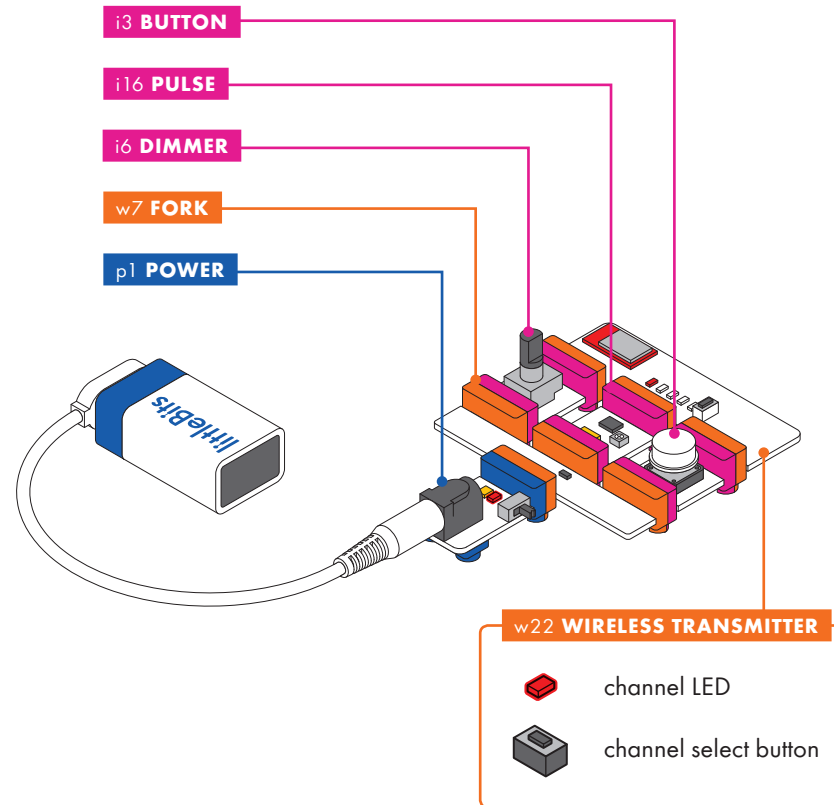 i3 BUTTON
i16 PULSE
i6 DIMMER
w7 FORK
p1 POWER
littleBits
w22 WIRELESS TRANSMITTER
channel LED
channel select button